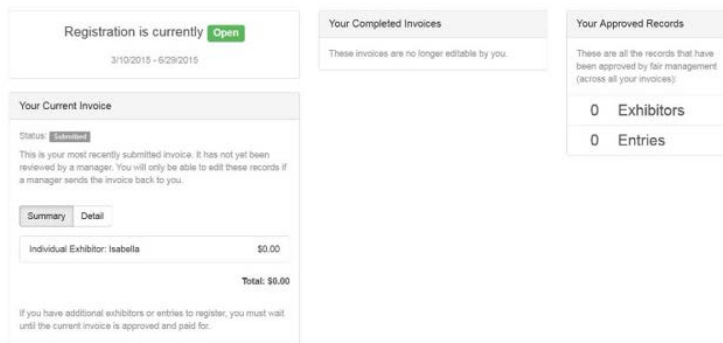 Registration is currently Open
3/10/2015 - 6/29/2015
Your Current Invoice
Status: Submitted
This is your most recently submitted invoice. It has not yet been
reviewed by a manager. You will only be able to edit these records if
a manager sends the invoice back to you.
Summary Detail
Individual Exhibitor: Isabella $0.00
Total: $0.00
If you have additional exhibitors or entries to register, you must wait
until the current invoice is approved and paid for.
Your Completed Invoices
These invoices are no longer editable by you.
Your Approved Records
These are all the records that have
been approved by fair management
(across all your invoices):
0 Exhibitors
0 Entries